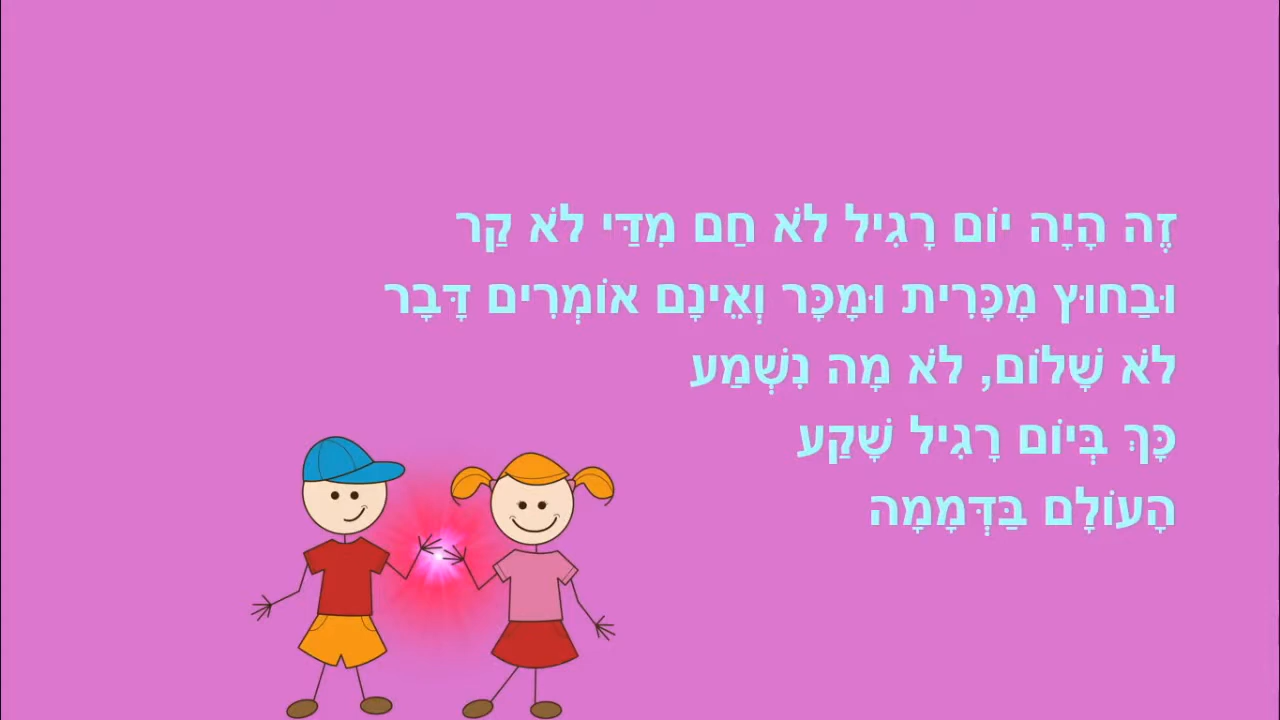 זֶה הָיָה יוֹם רָגִיל לֹא חַם מִדַּי לֹא קַר
וּבַחוּץ מָכָּרִית וּמָכָּר וְאֵינָם אוֹמְרִים דָּבָר
לֹא שָׁלוֹם, לֹא מָה נִשְׁמַע
כָּךְ בְּיוֹם רָגִיל שָׁקַע
הָעוֹלָם בַּדְּמָמָה